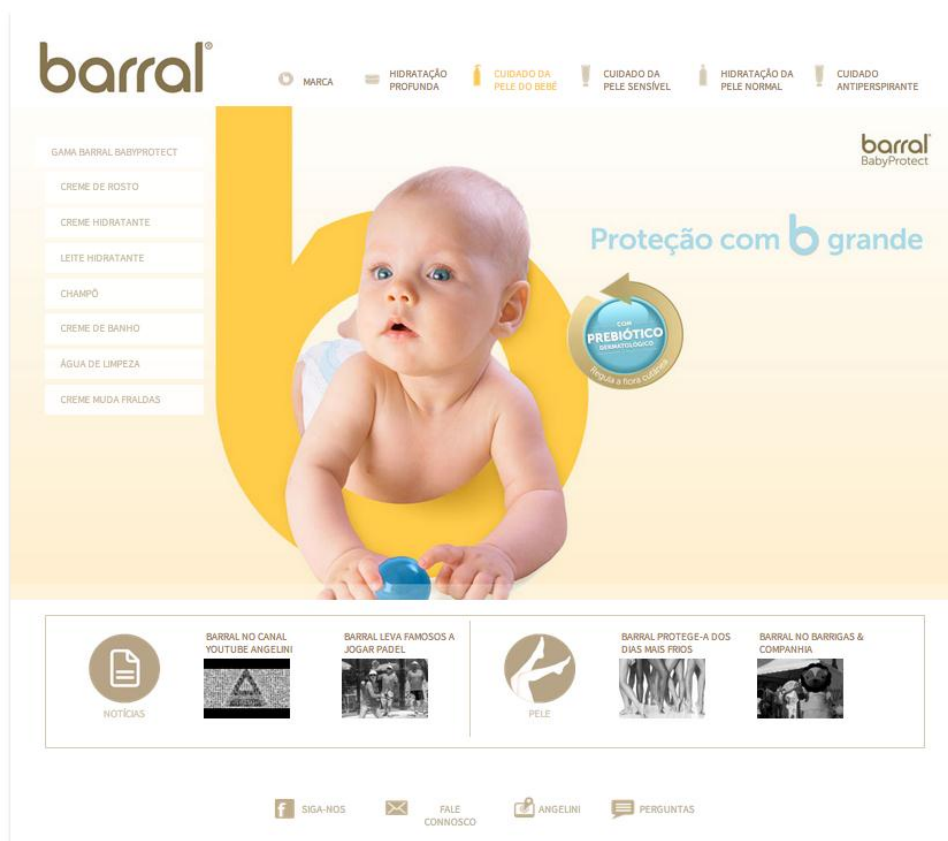 barral®
MARCA
HIDRATAÇÃO
PROFUNDA
CUIDADO DA
PELE DO BEBÉ
CUIDADO DA
PELE SENSÍVEL
HIDRATAÇÃO DA
PELE NORMAL
CUIDADO
ANTIPERSPIRANTE
GAMA BARRAL BABYPROTECT
CREME DE ROSTO
CREME HIDRATANTE
LEITE HIDRATANTE
CHAMPÔ
CREME DE BANHO
ÁGUA DE LIMPEZA
CREME MUDA FRALDAS
barral
BabyProtect
Proteção com b grande
COM
PREBIÓTICO
DERMATOLÓGICO
Regula a flora cutânea
NOTÍCIAS
BARRAL NO CANAL
YOUTUBE ANGELINI
BARRAL LEVA FAMOSOS A
JOGAR PADEL
PELE
BARRAL PROTEGE-A DOS
DIAS MAIS FRIOS
BARRAL NO BARRIGAS &
COMPANHIA
SIGA-NOS
FALE
CONNOSCO
ANGELINI
PERGUNTAS